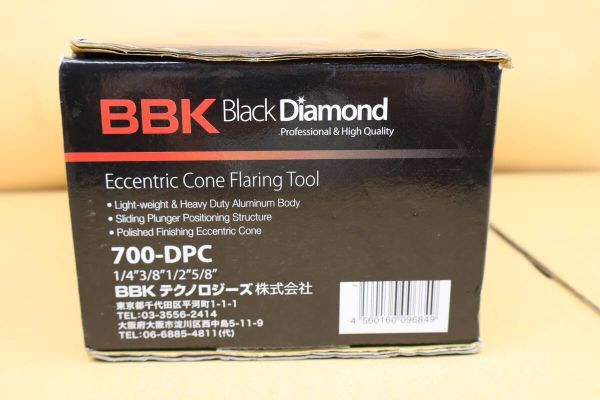 BBK Black Diamond
Professional & High Quality
Eccentric Cone Flaring Tool
• Light-weight & Heavy Duty Aluminum Body
• Sliding Plunger Positioning Structure
• Polished Finishing Eccentric Cone
700-DPC
1/4"3/8"1/2"5/8"
BBK テクノロジーズ株式会社
東京都千代田区平河町1-1-1
TEL:03-3556-2414
大阪府大阪市淀川区西中島5-11-9
TEL:06-6885-4811(代)
4 560160 096849